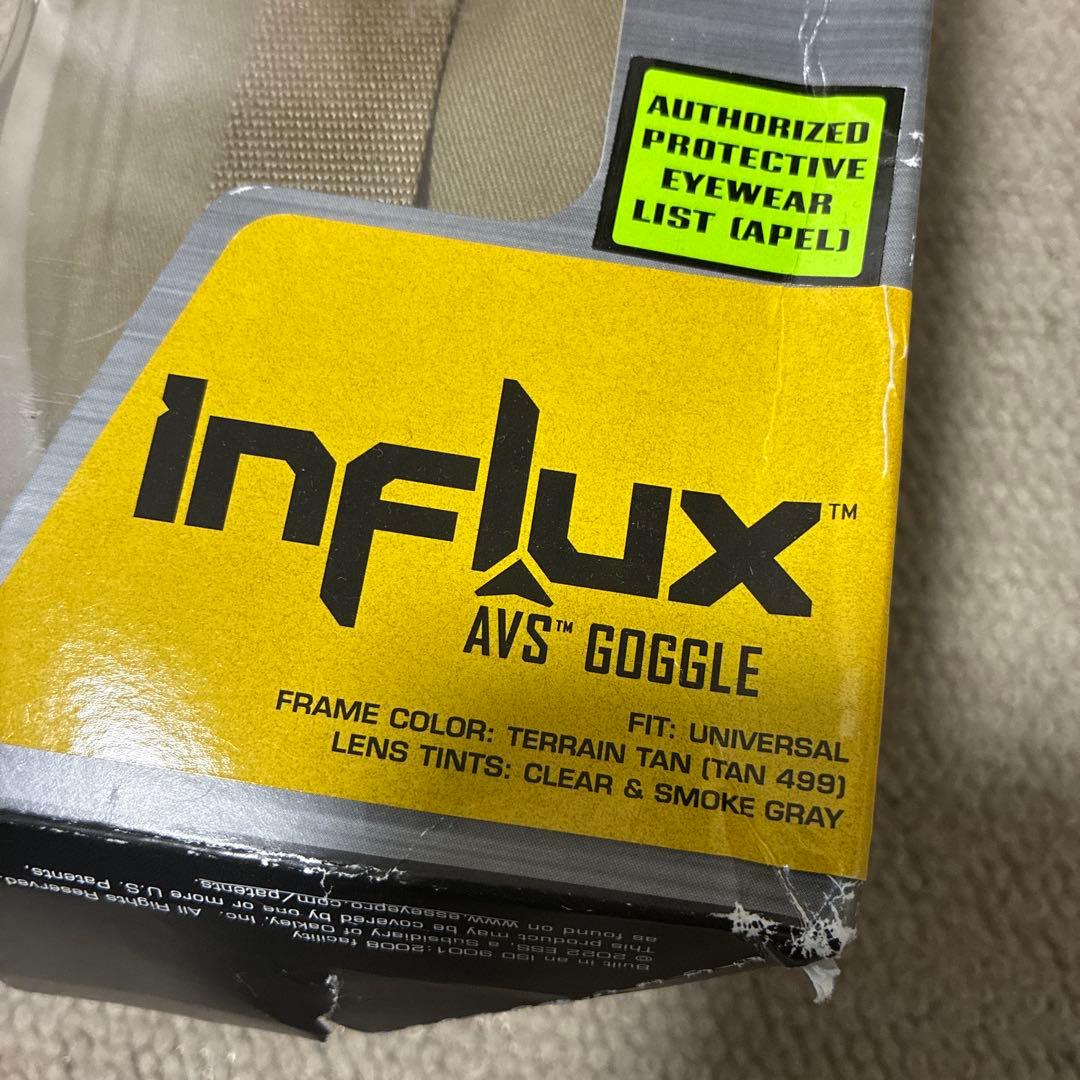 AUTHORIZED
PROTECTIVE
EYEWEAR
LIST (APEL)
Influx™
AVS™ GOGGLE
FIT: UNIVERSAL
FRAME COLOR: TERRAIN TAN (TAN 499)
LENS TINTS: CLEAR & SMOKE GRAY
Built in an ISO 9001:2008 facility
© 2022 ESS, a Subsidiary of Oakley, Inc. All Rights Reserved.
This product may be covered by one or more U.S. Patents,
as found on www.esseyepro.com/patents.